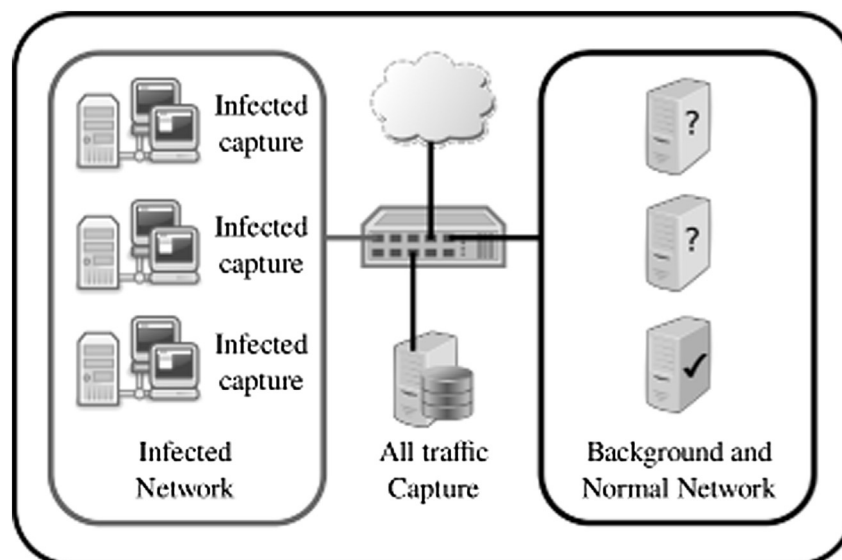 Infected
capture
Infected
capture
Infected
capture
Infected
Network
All traffic
Capture
?
?
Background and
Normal Network